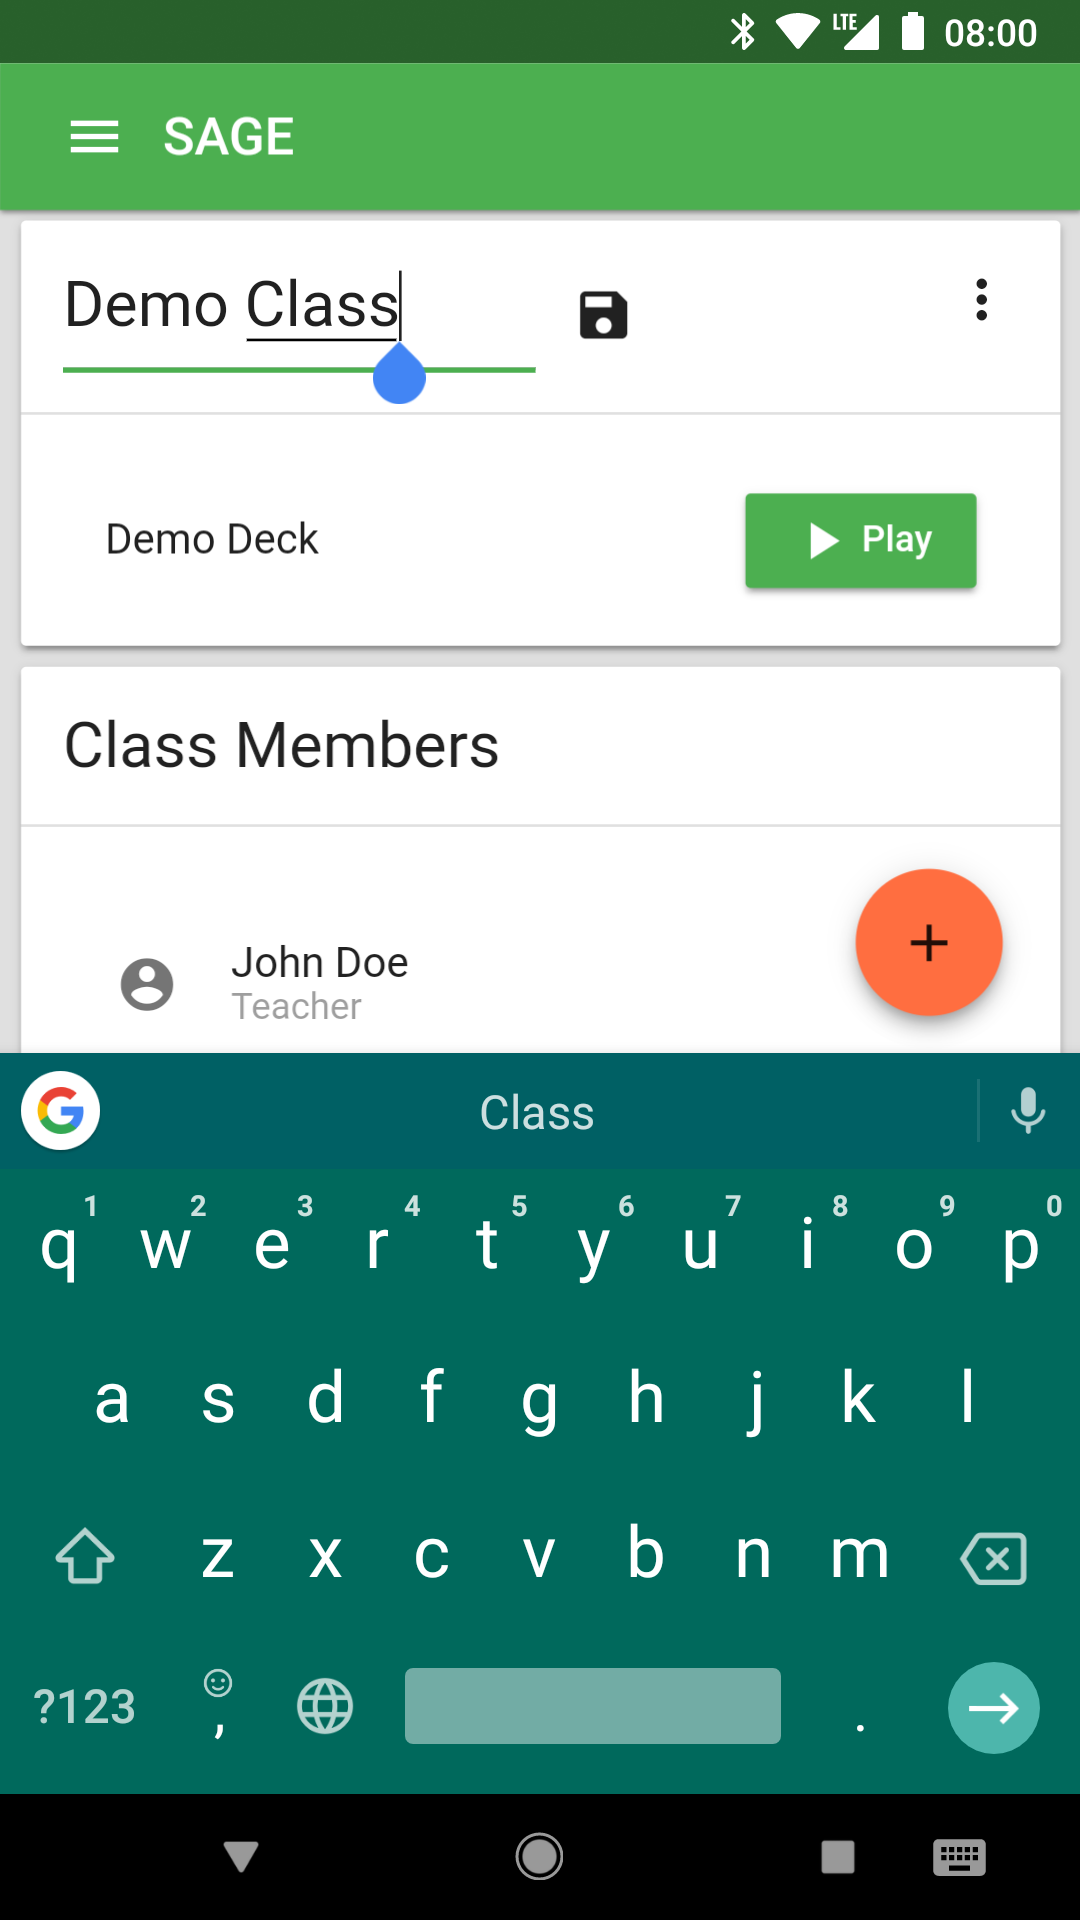 LTE 08:00
SAGE
Demo Class
Demo Deck
Play
Class Members
+
John Doe
Teacher
G Class
1 2 3 4 5 6 7 8 9 0
q w e r t y u i o p
a s d f g h j k l
z x c v b n m
?123 , .